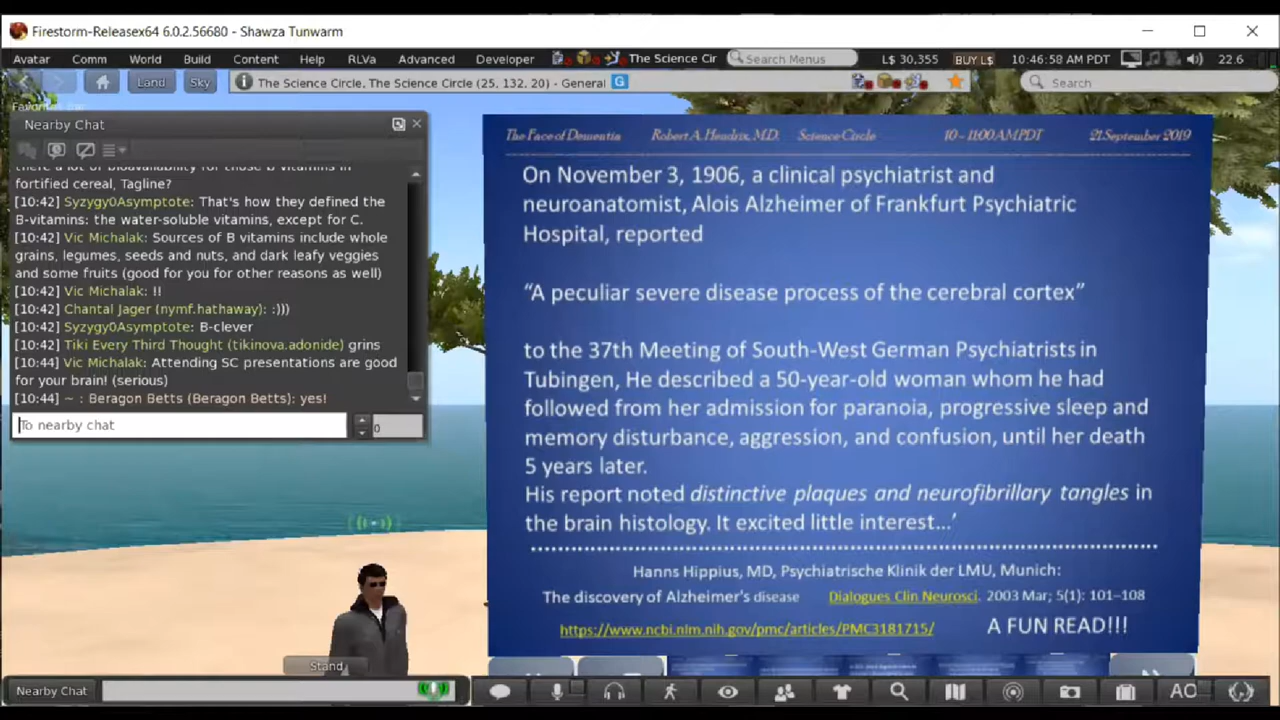 Firestorm-Releasex64 6.0.2.56680 - Shawza Tunwarm
Avatar Comm World Build Content Help RLVa Advanced Developer The Science Cir Search Menus L$ 30,355 BUY L$ 10:46:58 AM PDT 22.6
Land Sky The Science Circle, The Science Circle (25, 132, 20) - General G Search
Nearby Chat
fortified cereal, Tagline?
[10:42] Syzygy0Asymptote: That's how they defined the
B-vitamins: the water-soluble vitamins, except for C.
[10:42] Vic Michalak: Sources of B vitamins include whole
grains, legumes, seeds and nuts, and dark leafy veggies
and some fruits (good for you for other reasons as well)
[10:42] Vic Michalak: !!
[10:42] Chantal Jager (nymf.hathaway): :)))
[10:42] Syzygy0Asymptote: B-clever
[10:42] Tiki Every Third Thought (tikinova.adonide) grins
[10:44] Vic Michalak: Attending SC presentations are good
for your brain! (serious)
[10:44] ~ : Beragon Betts (Beragon Betts): yes!
To nearby chat 0
The Face of Dementia Robert A. Hendrix, M.D. Science Circle 10 - 11:00 AM PDT 21 September 2019
On November 3, 1906, a clinical psychiatrist and
neuroanatomist, Alois Alzheimer of Frankfurt Psychiatric
Hospital, reported
“A peculiar severe disease process of the cerebral cortex”
to the 37th Meeting of South-West German Psychiatrists in
Tubingen, He described a 50-year-old woman whom he had
followed from her admission for paranoia, progressive sleep and
memory disturbance, aggression, and confusion, until her death
5 years later.
His report noted distinctive plaques and neurofibrillary tangles in
the brain histology. It excited little interest...’
Hanns Hippius, MD, Psychiatrische Klinik der LMU, Munich:
The discovery of Alzheimer's disease Dialogues Clin Neurosci. 2003 Mar; 5(1): 101–108
https://www.ncbi.nlm.nih.gov/pmc/articles/PMC3181715/ A FUN READ!!!
Stand
Nearby Chat AO